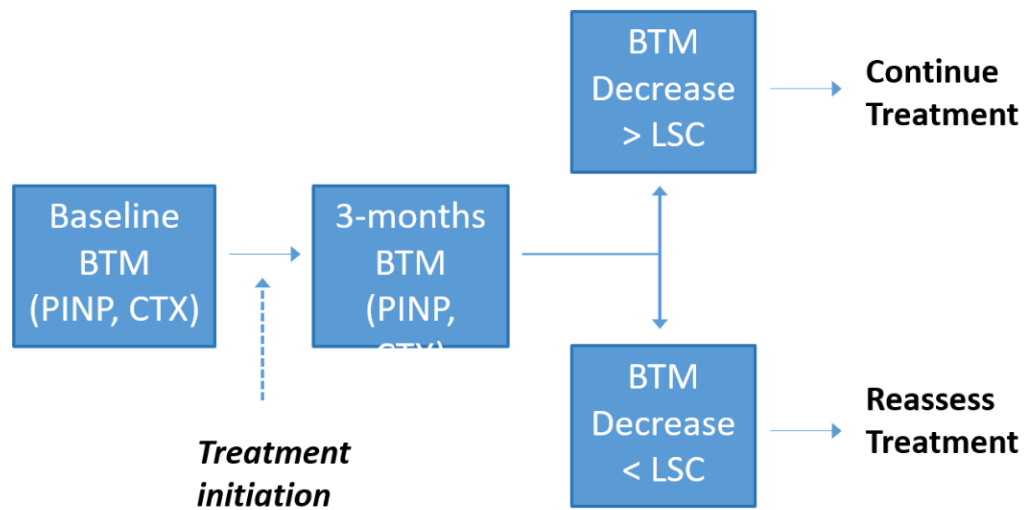 Baseline
BTM
(PINP, CTX)
Treatment
initiation
3-months
BTM
(PINP,
CTX)
BTM
Decrease
> LSC
Continue
Treatment
BTM
Decrease
< LSC
Reassess
Treatment